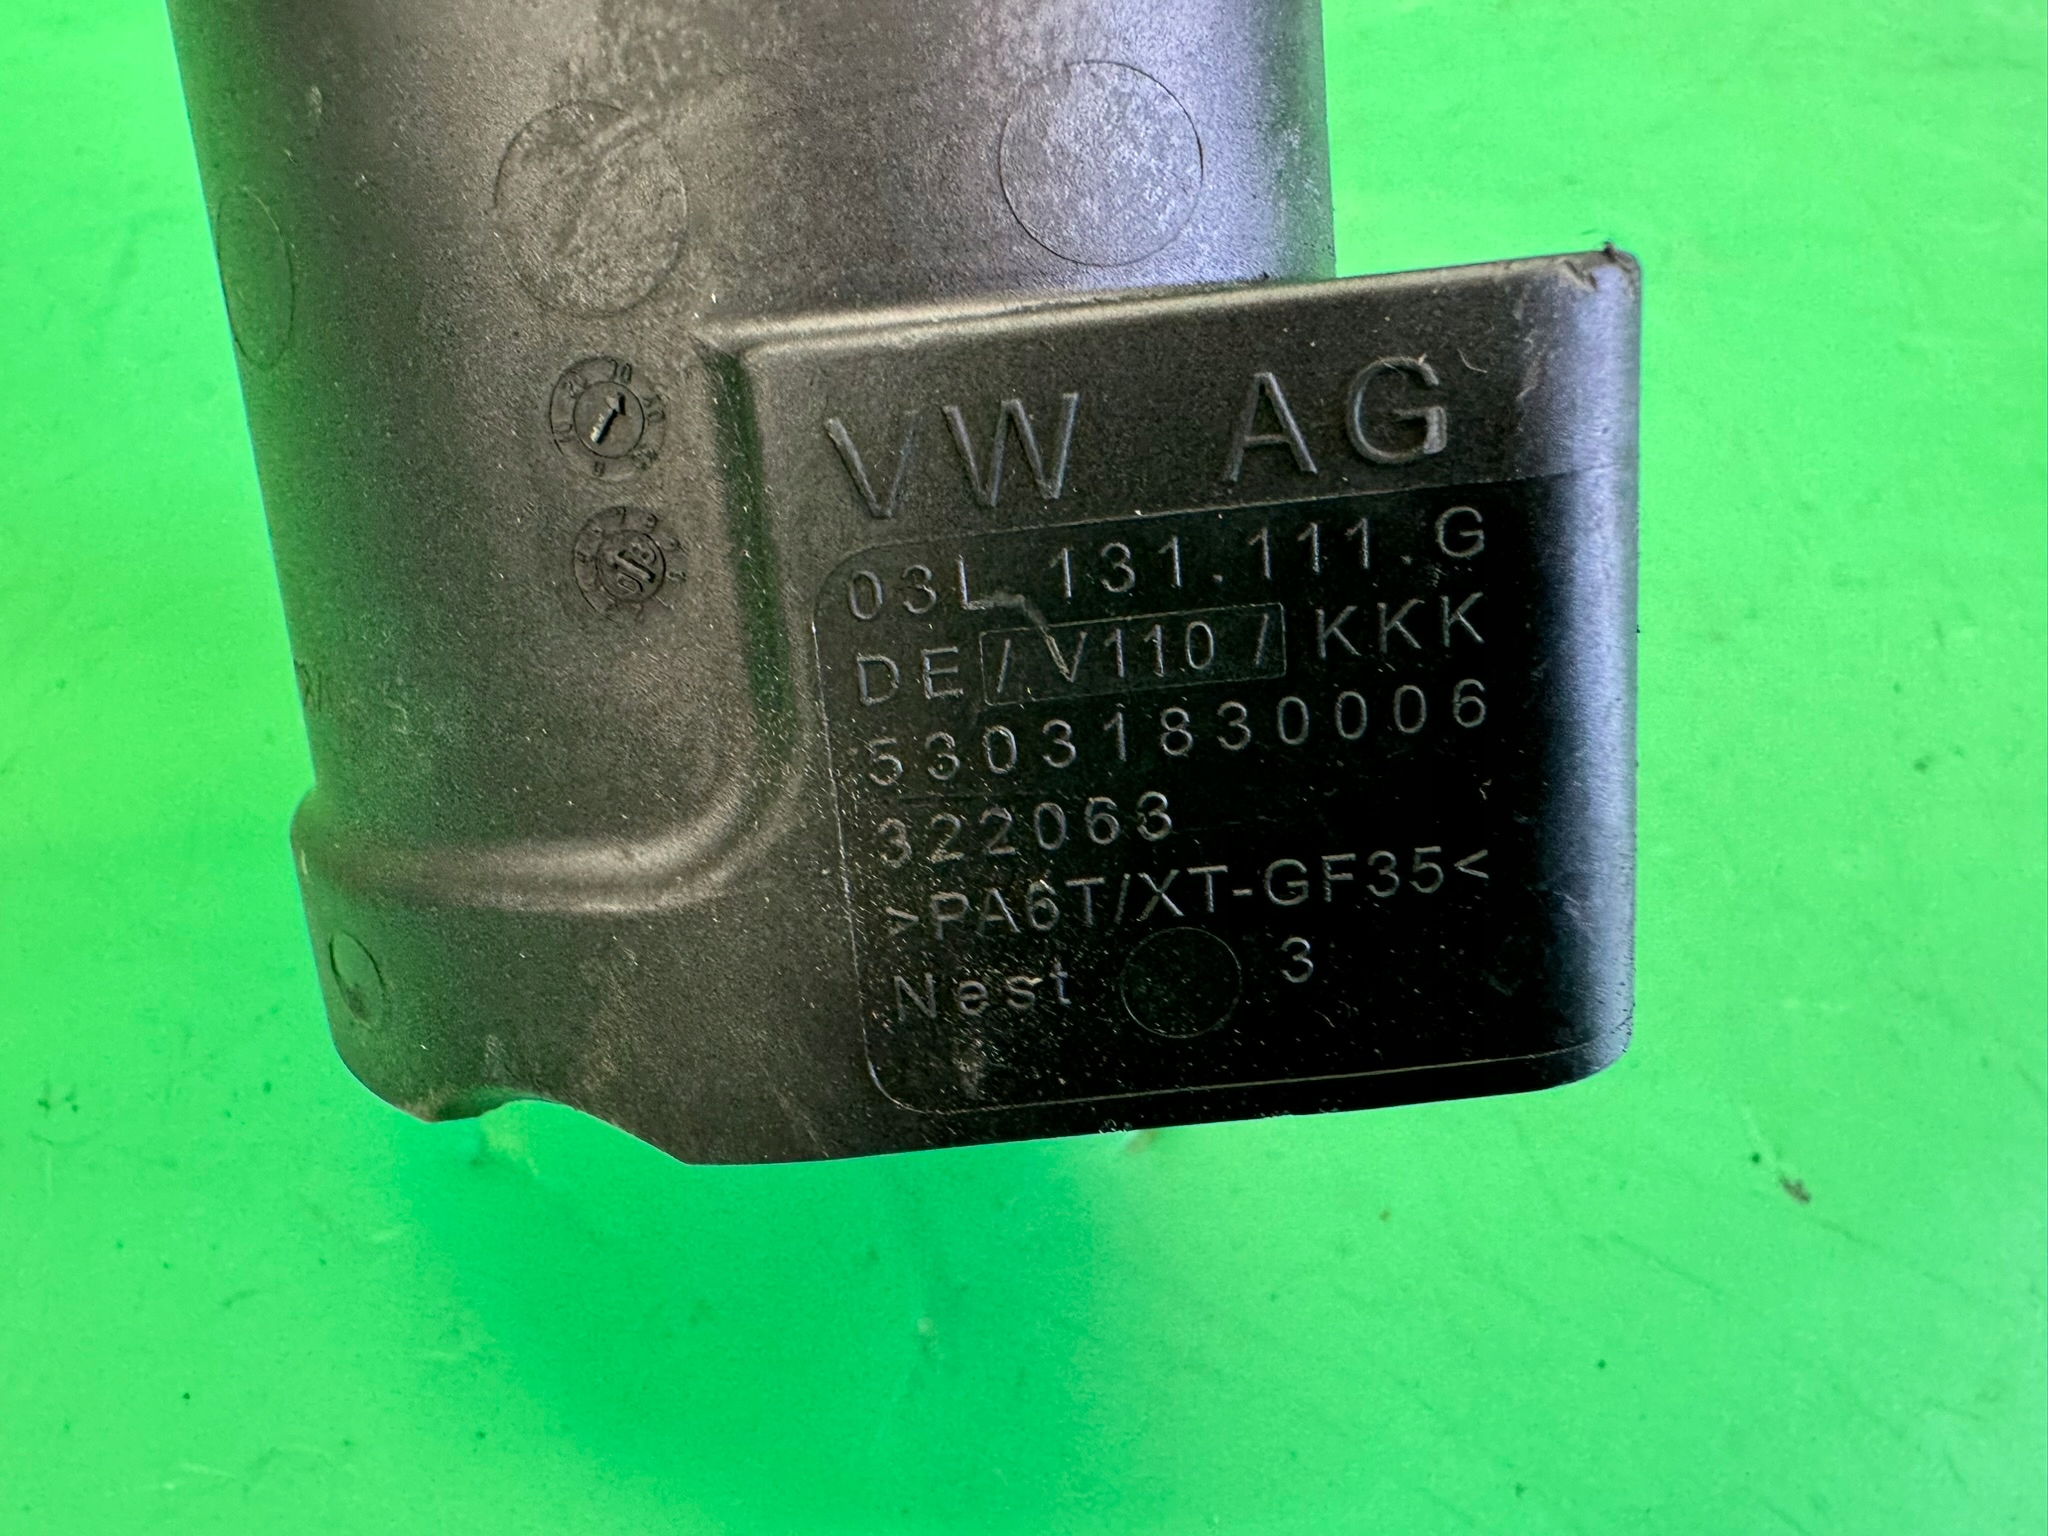 VW AG
03L 131.111.G
DE / V110 / KKK
53031830006
322063
>PA6T/XT-GF35<
Nest 3